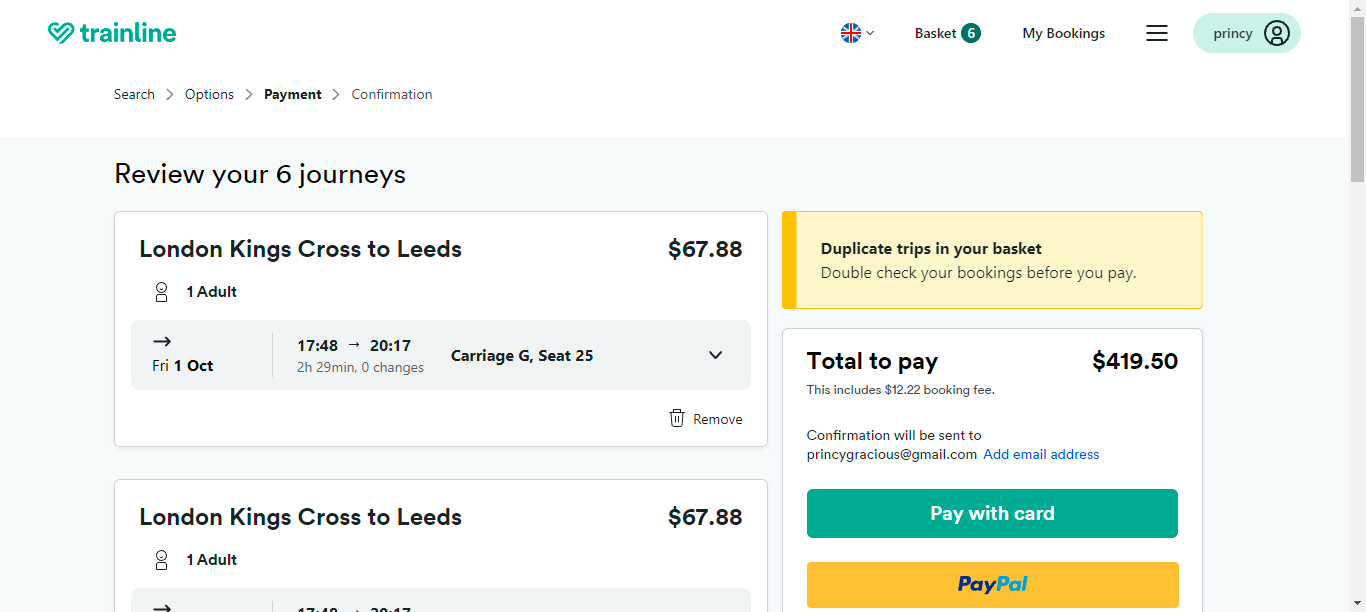 trainline
Basket 6
My Bookings
princy
Search > Options > Payment > Confirmation
Review your 6 journeys
London Kings Cross to Leeds $67.88
1 Adult
→
Fri 1 Oct
17:48 → 20:17
2h 29min, 0 changes
Carriage G, Seat 25
Remove
London Kings Cross to Leeds $67.88
1 Adult
→
17:48 → 20:17
Duplicate trips in your basket
Double check your bookings before you pay.
Total to pay $419.50
This includes $12.22 booking fee.
Confirmation will be sent to
princygracious@gmail.com Add email address
Pay with card
PayPal